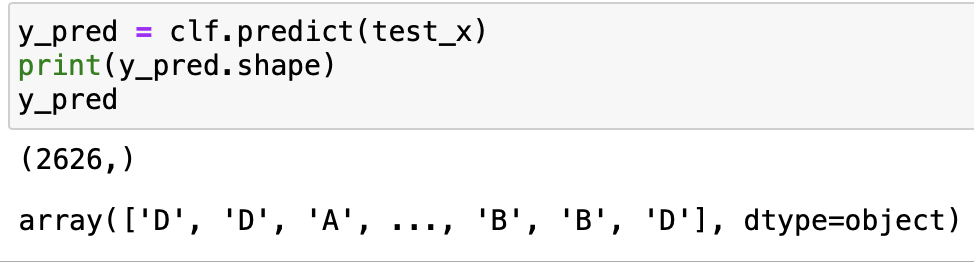 y_pred = clf.predict(test_x)
print(y_pred.shape)
y_pred
(2626,)
array(['D', 'D', 'A', ..., 'B', 'B', 'D'], dtype=object)